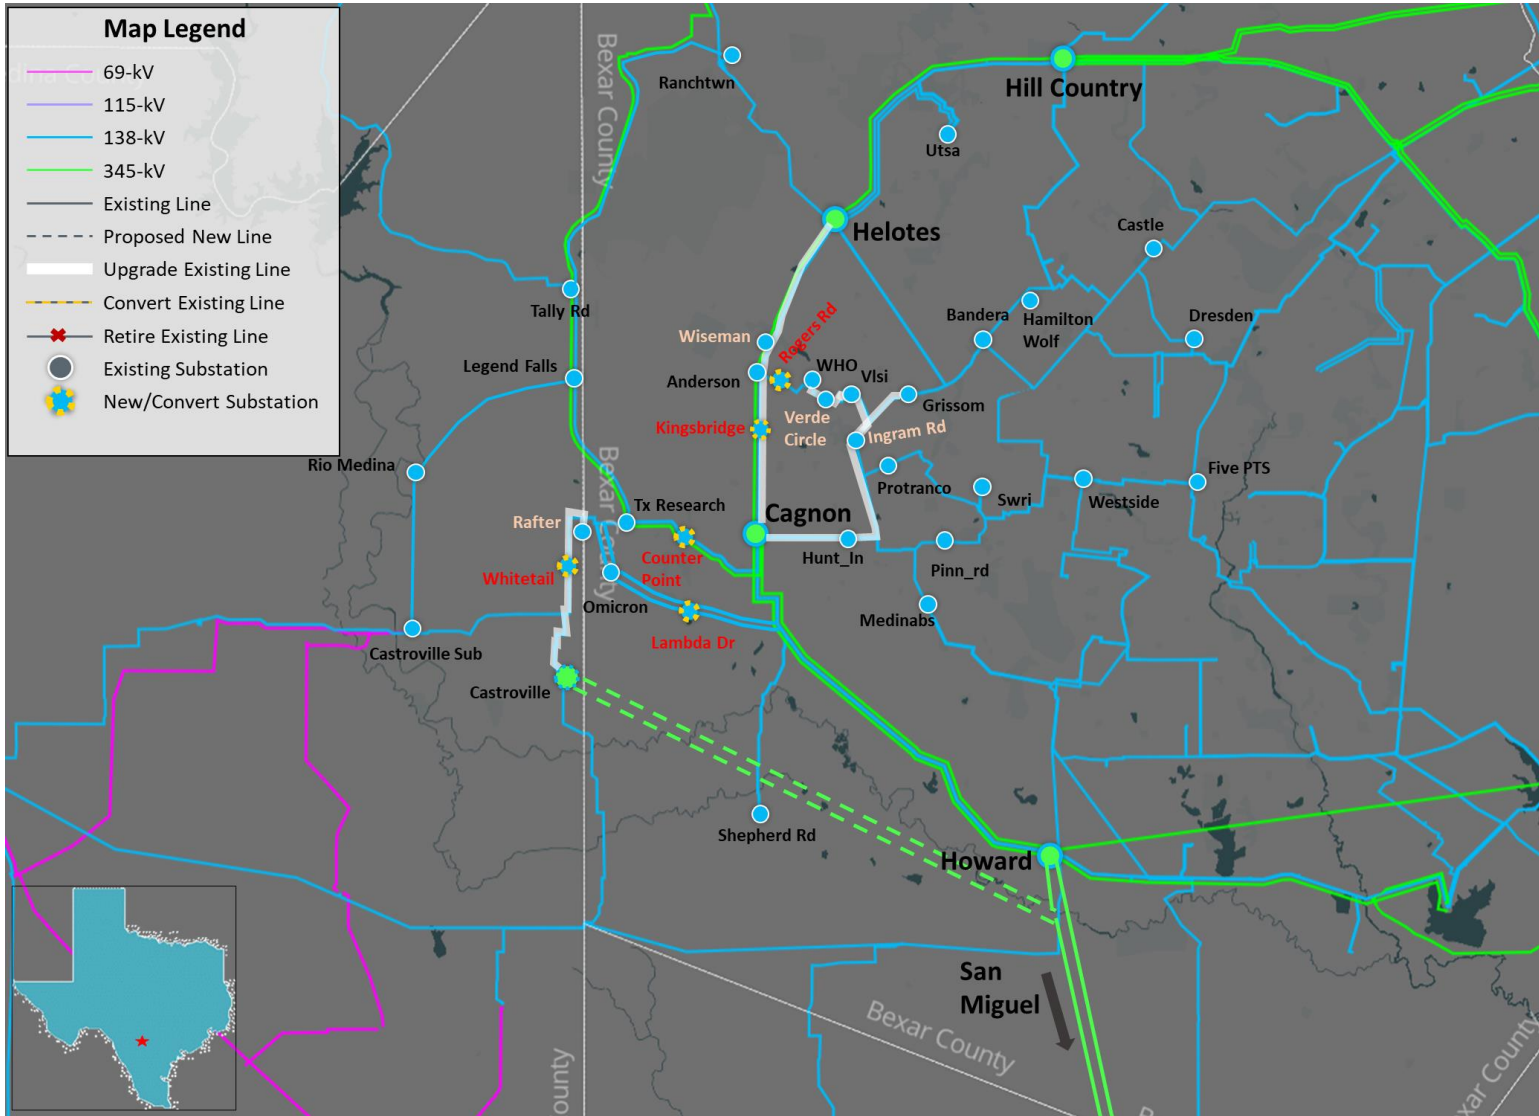 Map Legend
69-kV
115-kV
138-kV
345-kV
Existing Line
Proposed New Line
Upgrade Existing Line
Convert Existing Line
Retire Existing Line
Existing Substation
New/Convert Substation
Bexar County
Ranchtwn
Hill Country
Utsa
Helotes
Castle
Tally Rd
Rogers Rd
Bandera
Hamilton
Wolf
Dresden
Wiseman
Legend Falls
Anderson
WHO
Vlsi
Grissom
Verde
Circle
Kingsbridge
Ingram Rd
Rio Medina
Bexar County
Protranco
Swri
Westside
Five PTS
Tx Research
Cagnon
Rafter
Counter
Point
Hunt_ln
Pinn_rd
Whitetail
Omicron
Medinabs
Lambda Dr
Castroville Sub
Castroville
Shepherd Rd
Howard
San
Miguel
Bexar County
ounty
exar County